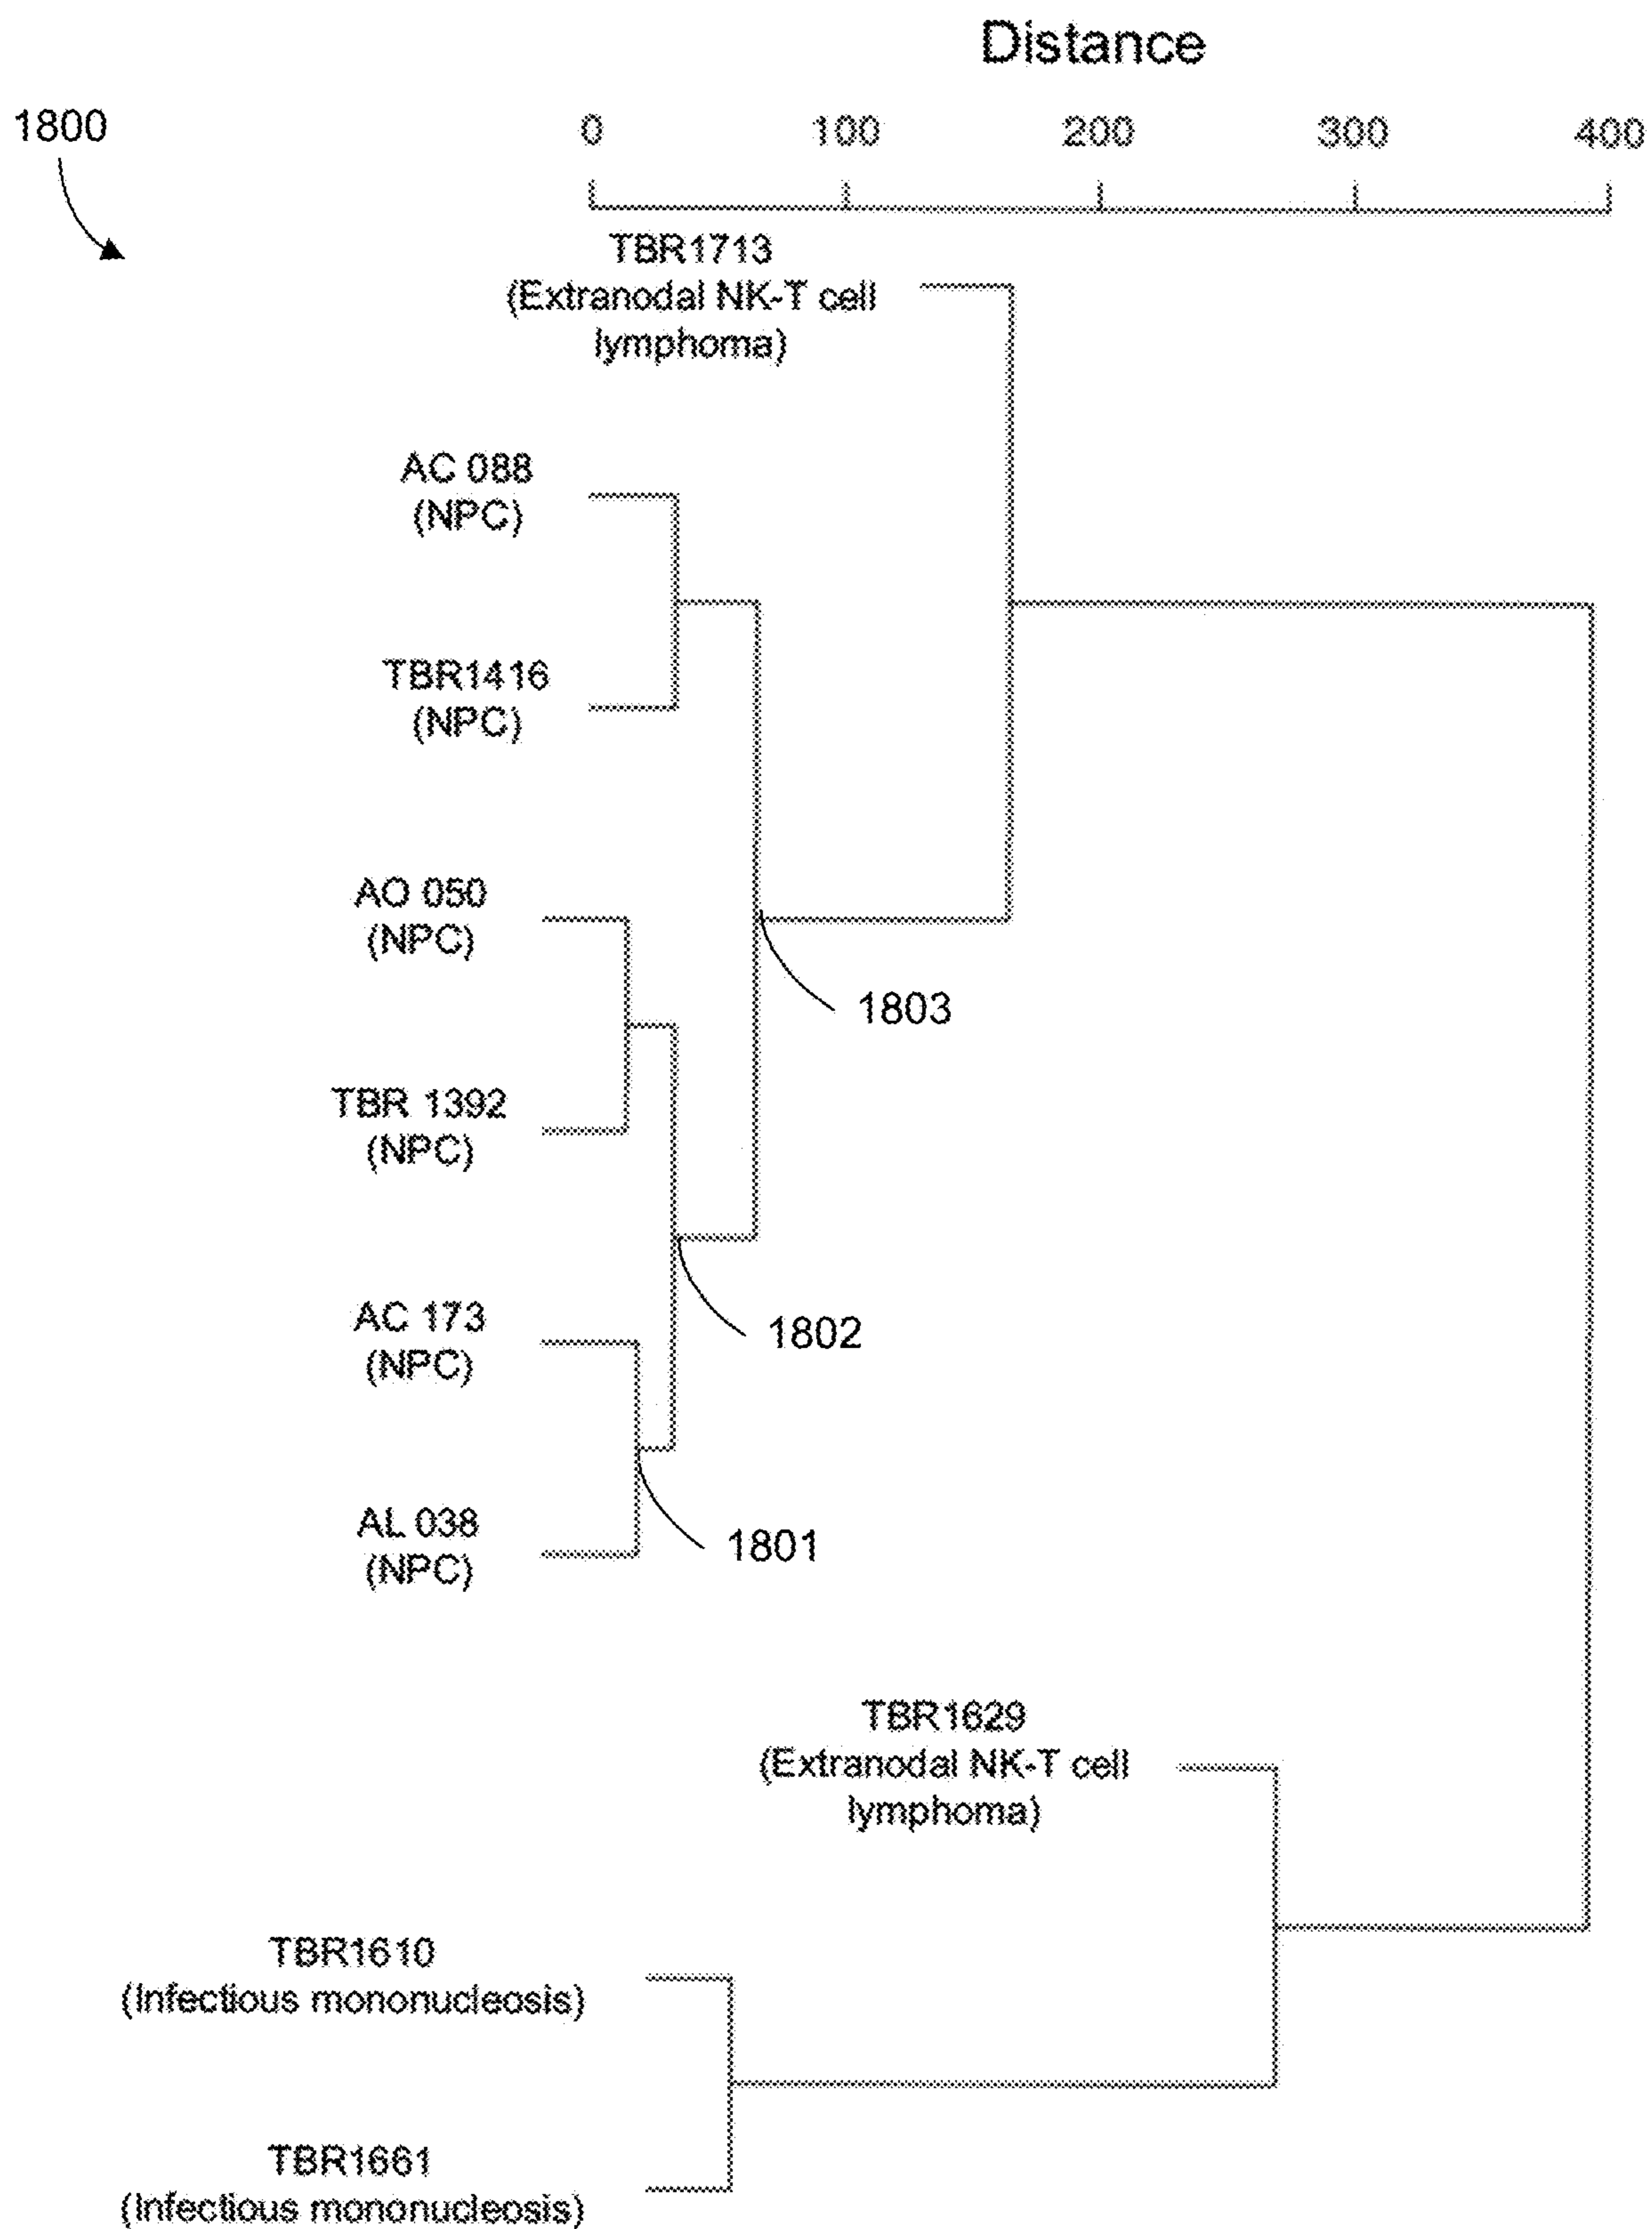 Distance
1800
0 100 200 300 400
TBR1713
(Extranodal NK-T cell
lymphoma)
AC 088
(NPC)
TBR1416
(NPC)
AO 050
(NPC)
1803
TBR 1392
(NPC)
AC 173
(NPC)
1802
AL 038
(NPC)
1801
TBR1629
(Extranodal NK-T cell
lymphoma)
TBR1610
(Infectious mononucleosis)
TBR1661
(Infectious mononucleosis)